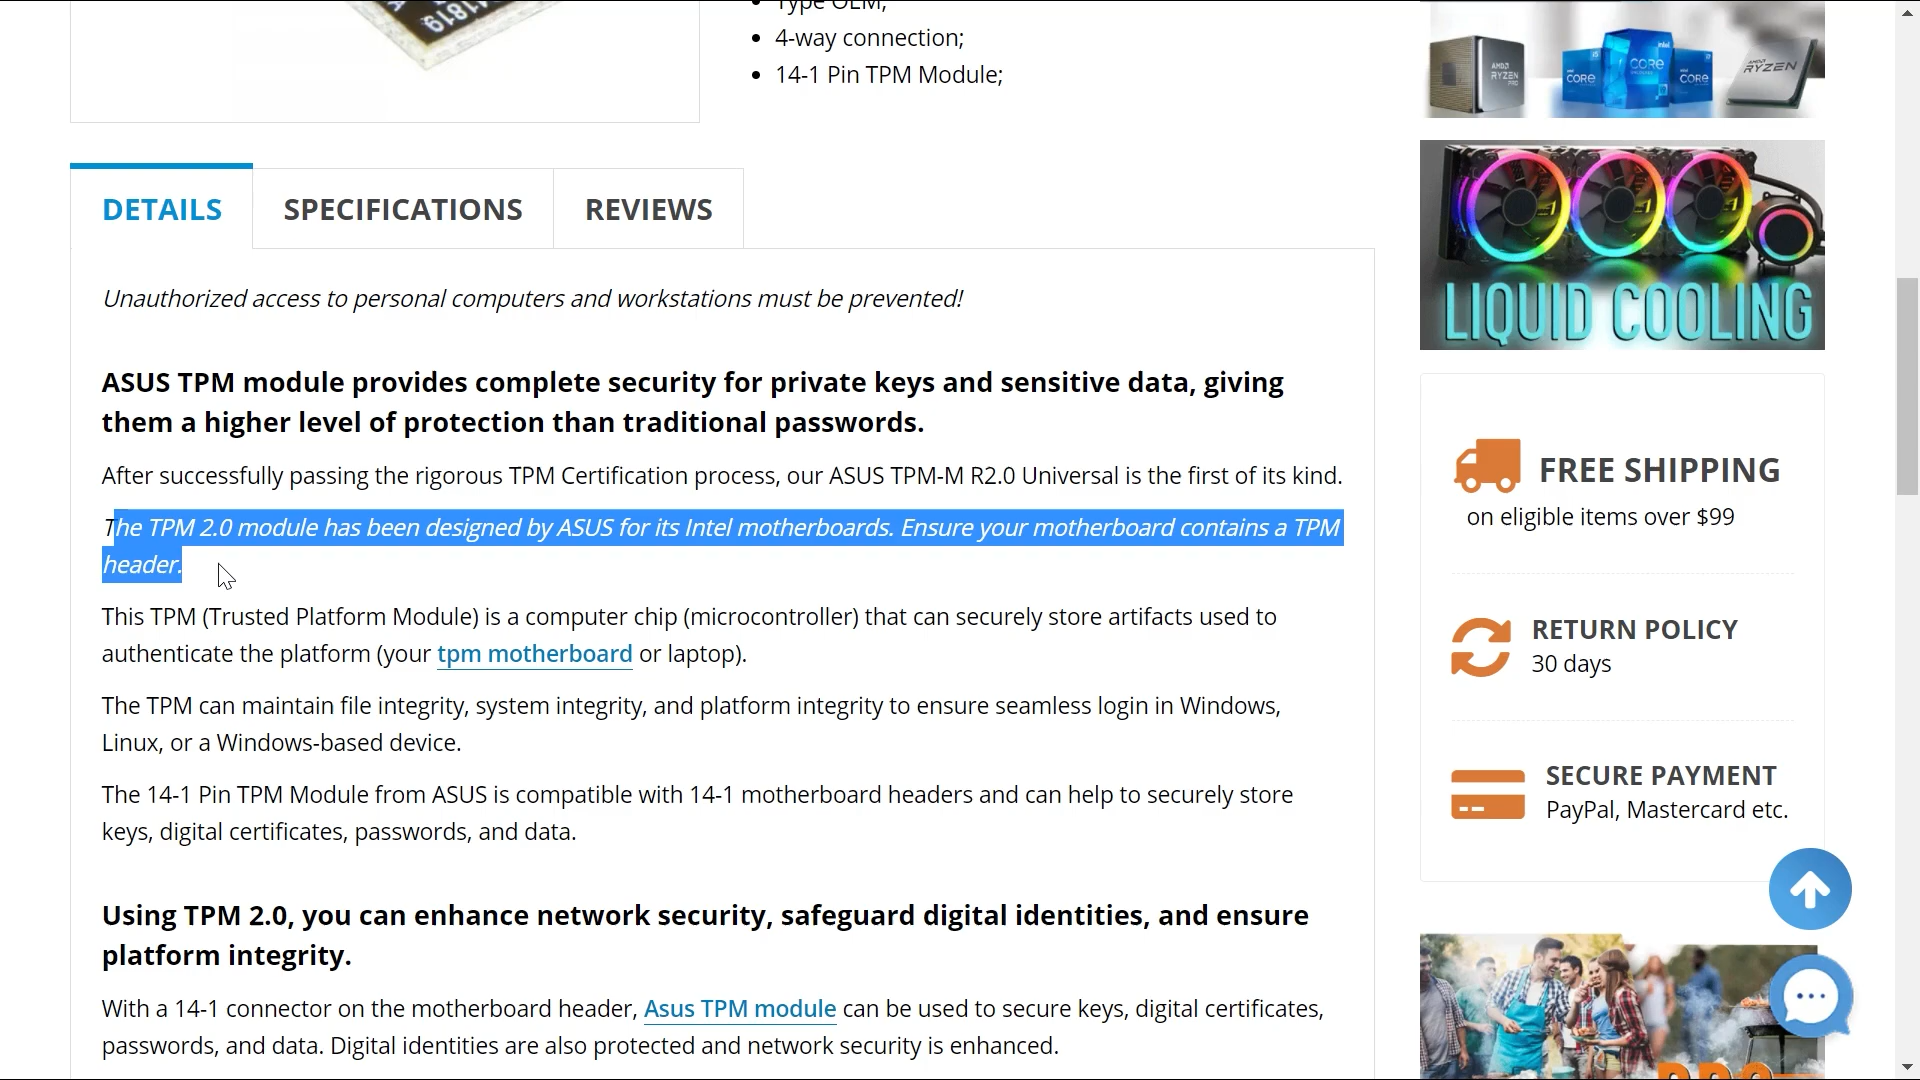 Type OEM;
4-way connection;
14-1 Pin TPM Module;
DETAILS
SPECIFICATIONS
REVIEWS
Unauthorized access to personal computers and workstations must be prevented!
ASUS TPM module provides complete security for private keys and sensitive data, giving
them a higher level of protection than traditional passwords.
After successfully passing the rigorous TPM Certification process, our ASUS TPM-M R2.0 Universal is the first of its kind.
The TPM 2.0 module has been designed by ASUS for its Intel motherboards. Ensure your motherboard contains a TPM
header.
This TPM (Trusted Platform Module) is a computer chip (microcontroller) that can securely store artifacts used to
authenticate the platform (your tpm motherboard or laptop).
The TPM can maintain file integrity, system integrity, and platform integrity to ensure seamless login in Windows,
Linux, or a Windows-based device.
The 14-1 Pin TPM Module from ASUS is compatible with 14-1 motherboard headers and can help to securely store
keys, digital certificates, passwords, and data.
Using TPM 2.0, you can enhance network security, safeguard digital identities, and ensure
platform integrity.
With a 14-1 connector on the motherboard header, Asus TPM module can be used to secure keys, digital certificates,
passwords, and data. Digital identities are also protected and network security is enhanced.
AMD
RYZEN
PRO
CORE
intel
CORE
CORE
AMD
RYZEN
LIQUID COOLING
FREE SHIPPING
on eligible items over $99
RETURN POLICY
30 days
SECURE PAYMENT
PayPal, Mastercard etc.